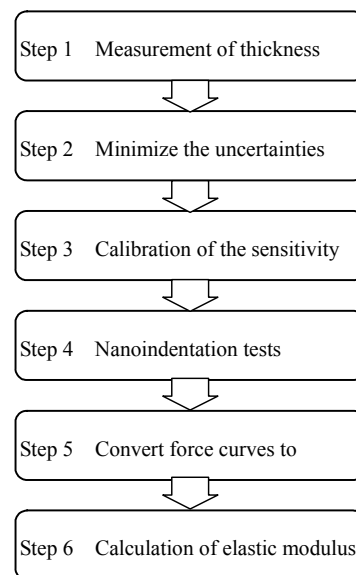 Step 1 Measurement of thickness
Step 2 Minimize the uncertainties
Step 3 Calibration of the sensitivity
Step 4 Nanoindentation tests
Step 5 Convert force curves to
Step 6 Calculation of elastic modulus